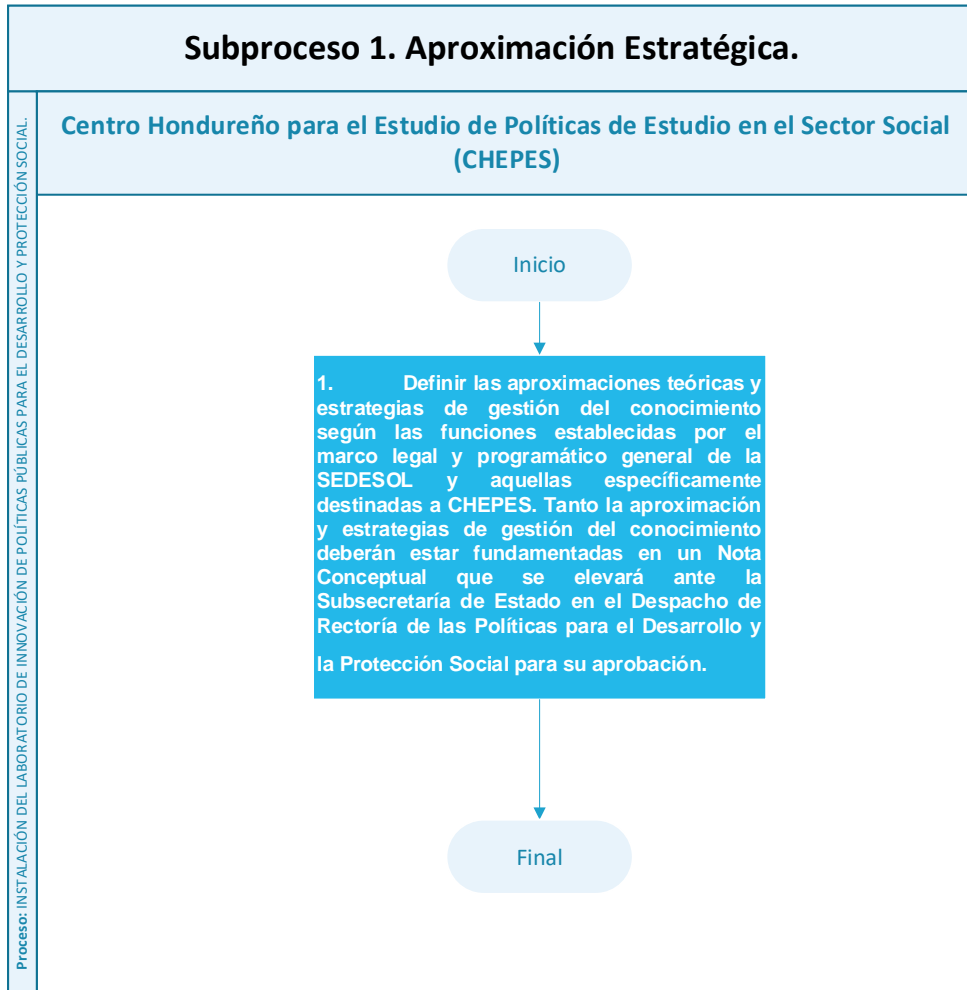 Subproceso 1. Aproximación Estratégica.
Proceso: INSTALACIÓN DEL LABORATORIO DE INNOVACIÓN DE POLÍTICAS PÚBLICAS PARA EL DESARROLLO Y PROTECCIÓN SOCIAL.
Centro Hondureño para el Estudio de Políticas de Estudio en el Sector Social
(CHEPES)
Inicio
1. Definir las aproximaciones teóricas y
estrategias de gestión del conocimiento
según las funciones establecidas por el
marco legal y programático general de la
SEDESOL y aquellas específicamente
destinadas a CHEPES. Tanto la aproximación
y estrategias de gestión del conocimiento
deberán estar fundamentadas en un Nota
Conceptual que se elevará ante la
Subsecretaría de Estado en el Despacho de
Rectoría de las Políticas para el Desarrollo y
la Protección Social para su aprobación.
Final